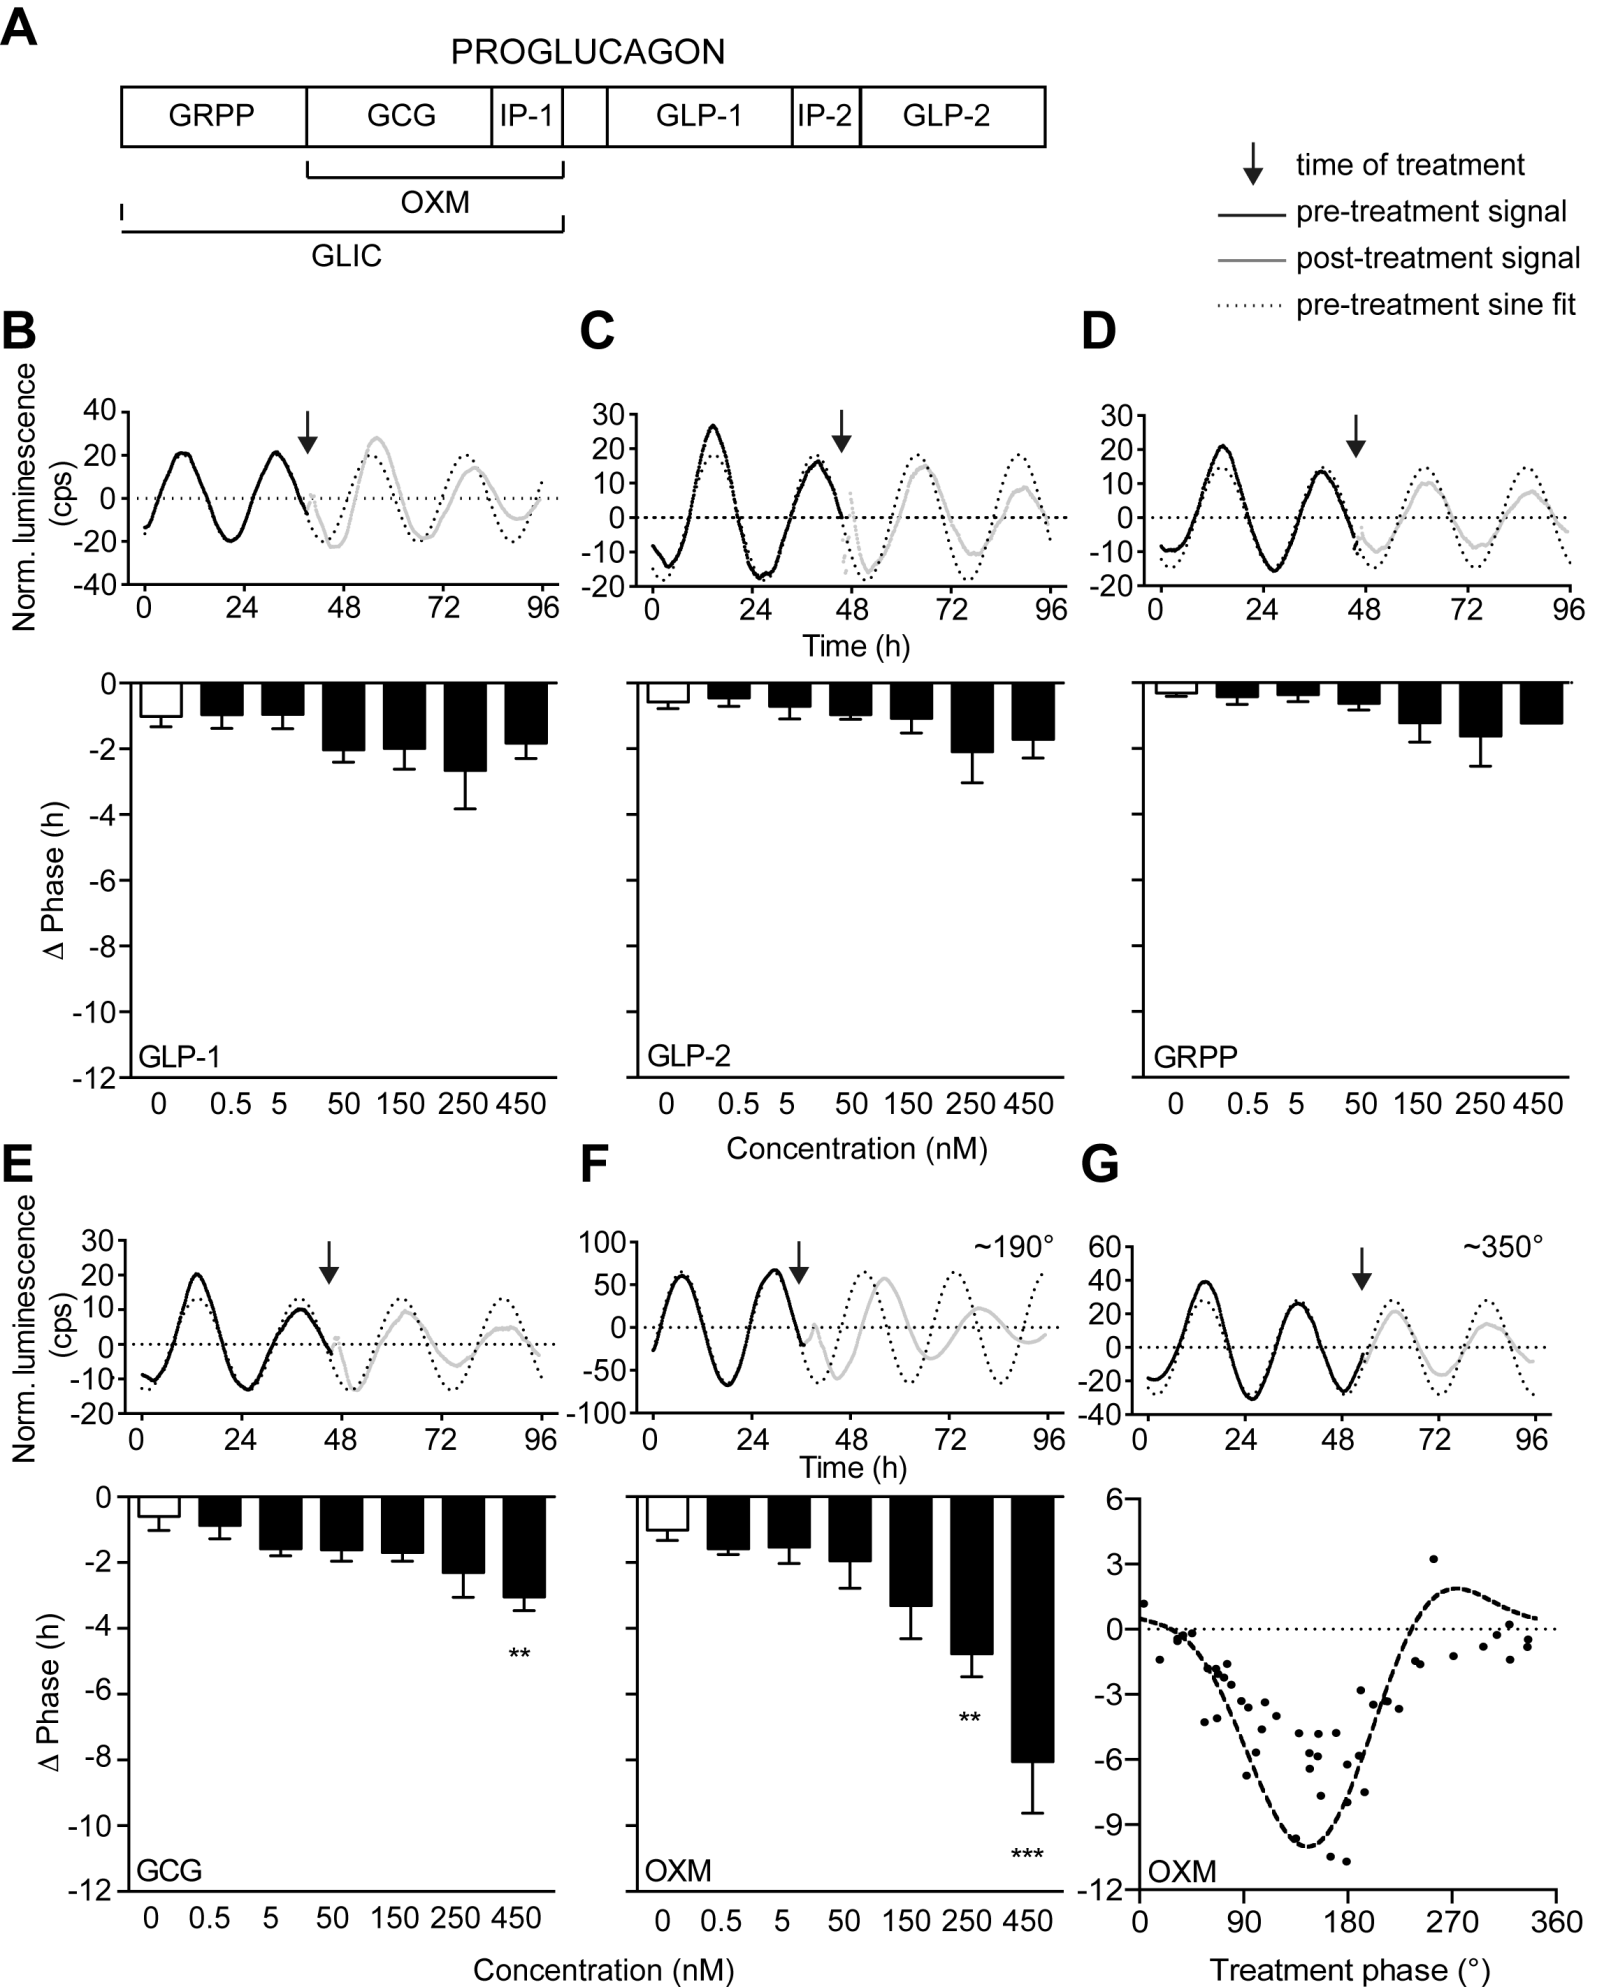 A
PROGLUCAGON
GRPP GCG IP-1 GLP-1 IP-2 GLP-2
OXM
GLIC
time of treatment
pre-treatment signal
post-treatment signal
pre-treatment sine fit
B
Norm. luminescence
(cps)
40
20
0
-20
-40
0 24 48 72 96
C
30
20
10
0
-10
-20
0 24 48 72 96
Time (h)
D
30
20
10
0
-10
-20
0 24 48 72 96
Δ Phase (h)
0
-2
-4
-6
-8
-10
-12
GLP-1
0 0.5 5 50 150 250 450
GLP-2
0 0.5 5 50 150 250 450
GRPP
0 0.5 5 50 150 250 450
Concentration (nM)
E
Norm. luminescence
(cps)
30
20
10
0
-10
-20
0 24 48 72 96
F
~190°
100
50
0
-50
-100
0 24 48 72 96
Time (h)
G
~350°
60
40
20
0
-20
-40
0 24 48 72 96
Δ Phase (h)
0
-2
-4
-6
-8
-10
-12
**
GCG
0 0.5 5 50 150 250 450
**
***
OXM
0 0.5 5 50 150 250 450
Concentration (nM)
6
3
0
-3
-6
-9
-12
OXM
0 90 180 270 360
Treatment phase (°)